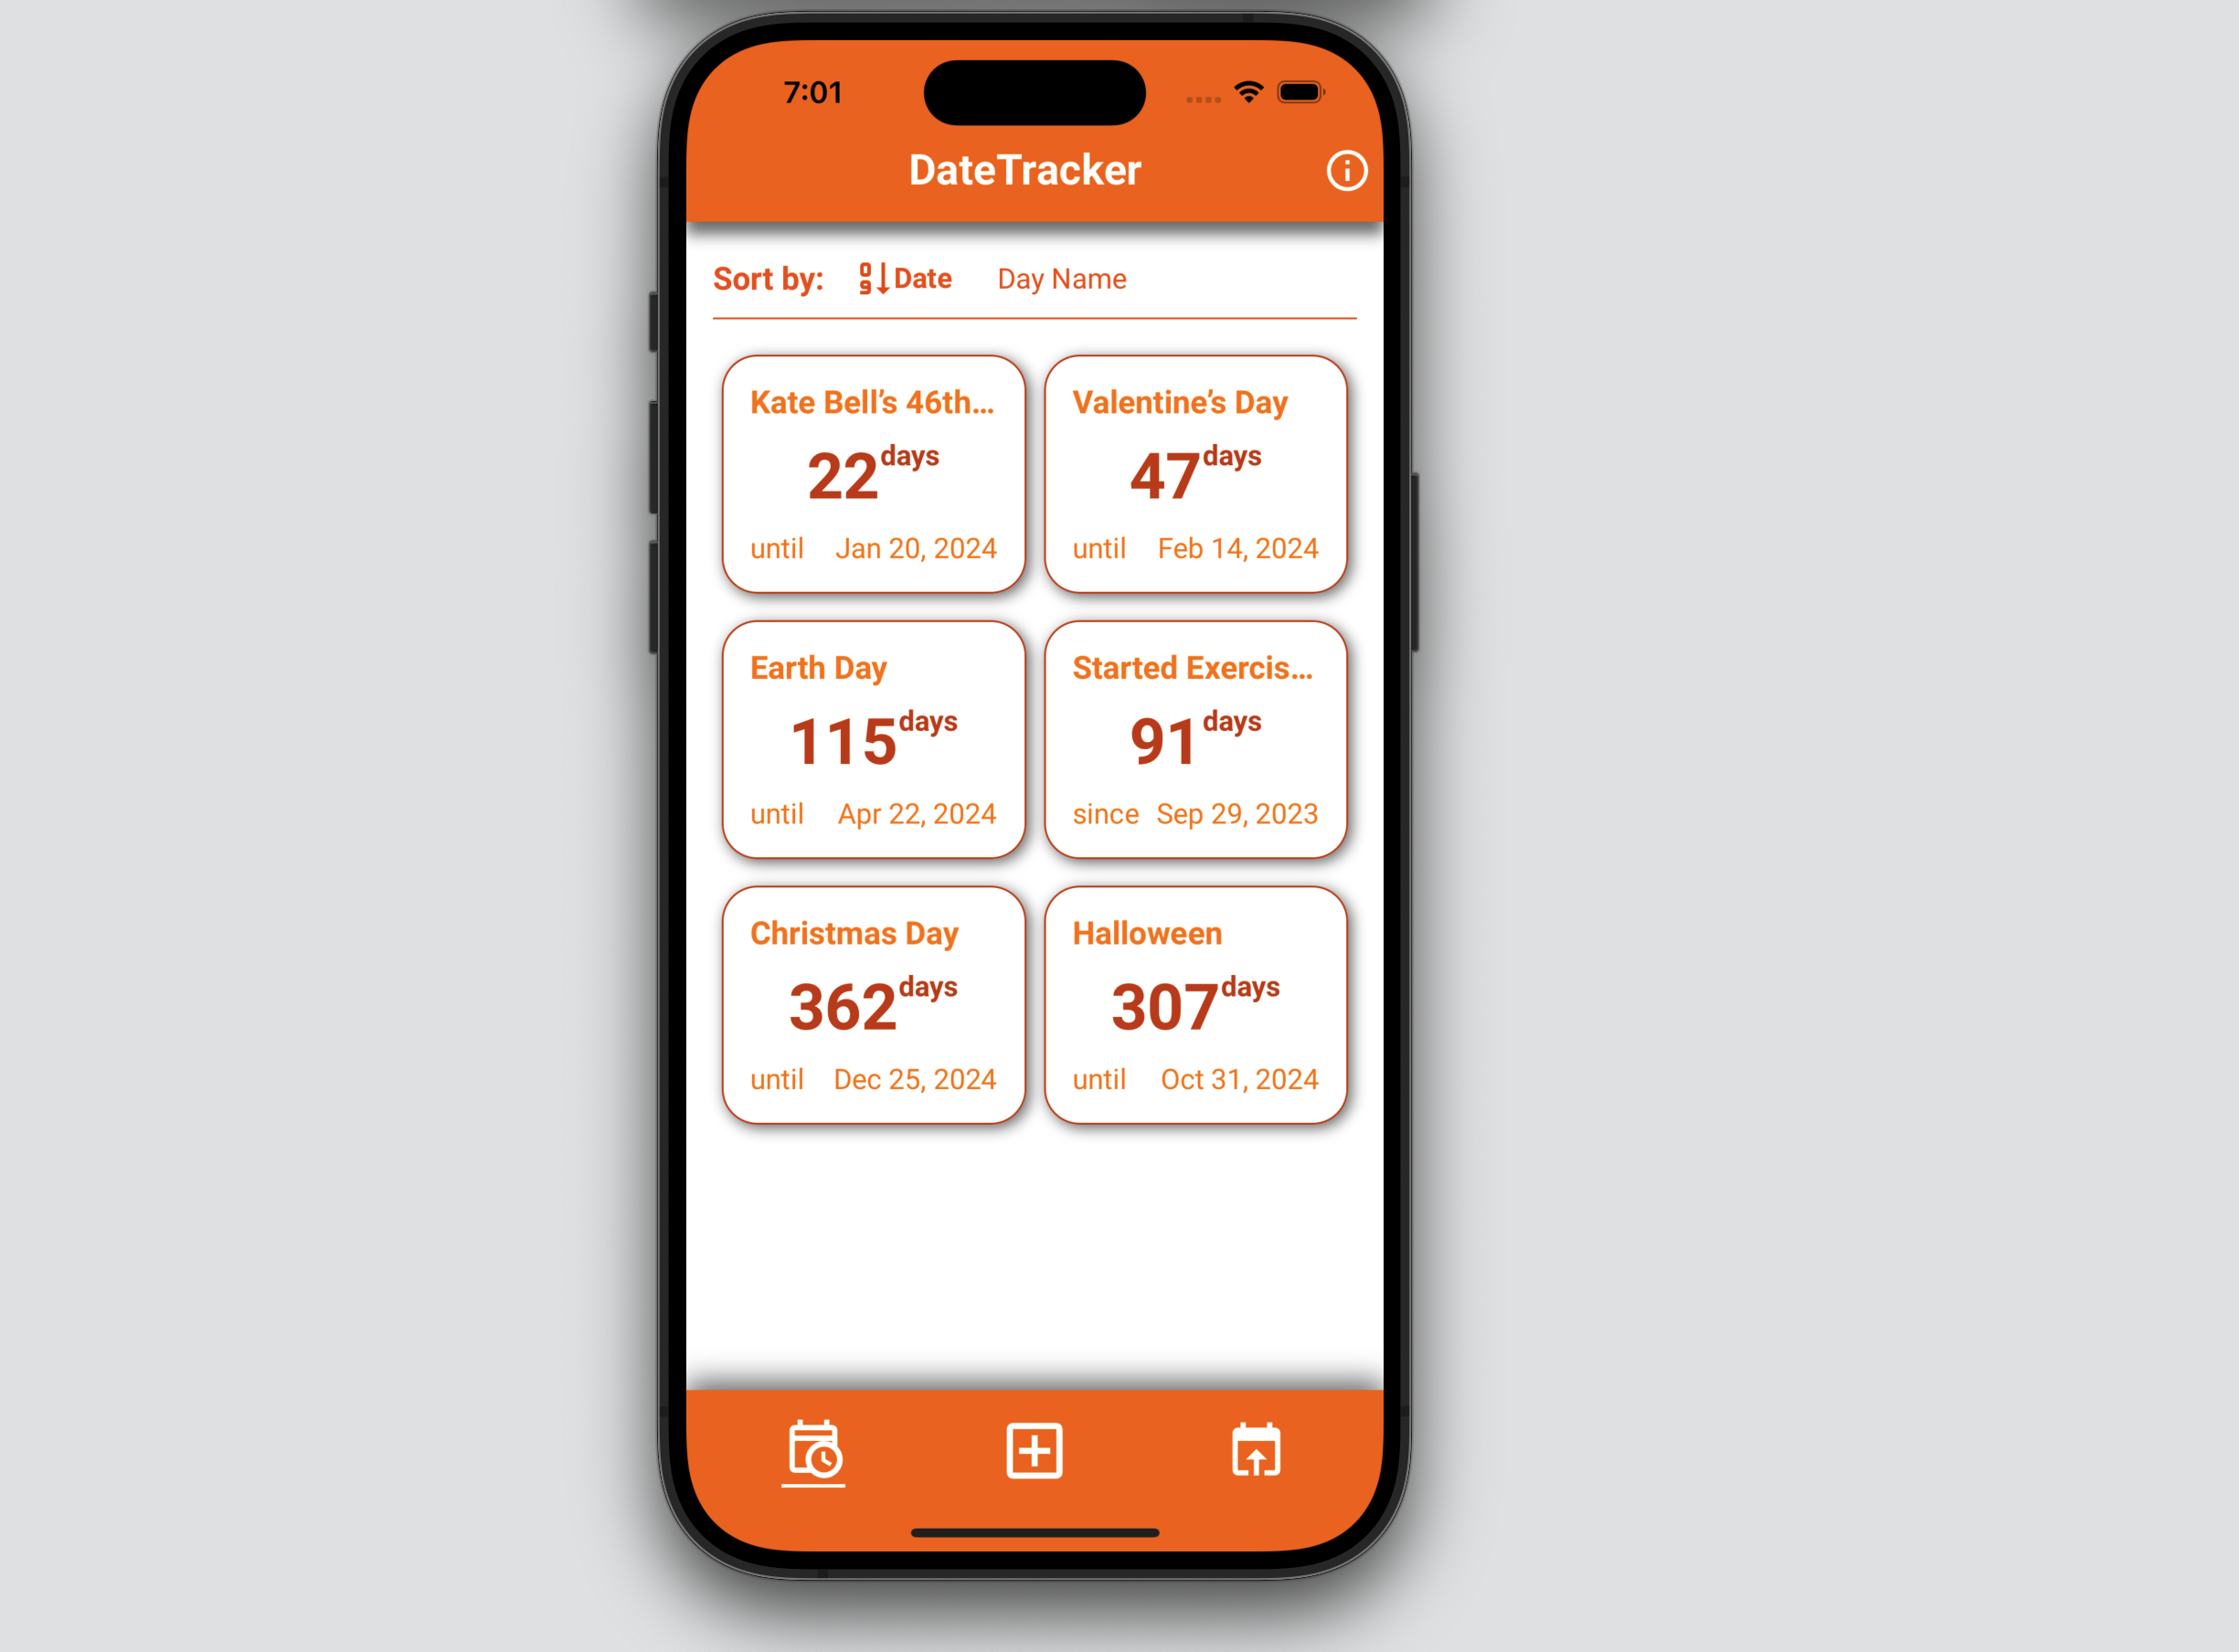 7:01
DateTracker
Sort by: Date Day Name
Kate Bell’s 46th...
22 days
until Jan 20, 2024
Valentine’s Day
47 days
until Feb 14, 2024
Earth Day
115 days
until Apr 22, 2024
Started Exercis...
91 days
since Sep 29, 2023
Christmas Day
362 days
until Dec 25, 2024
Halloween
307 days
until Oct 31, 2024